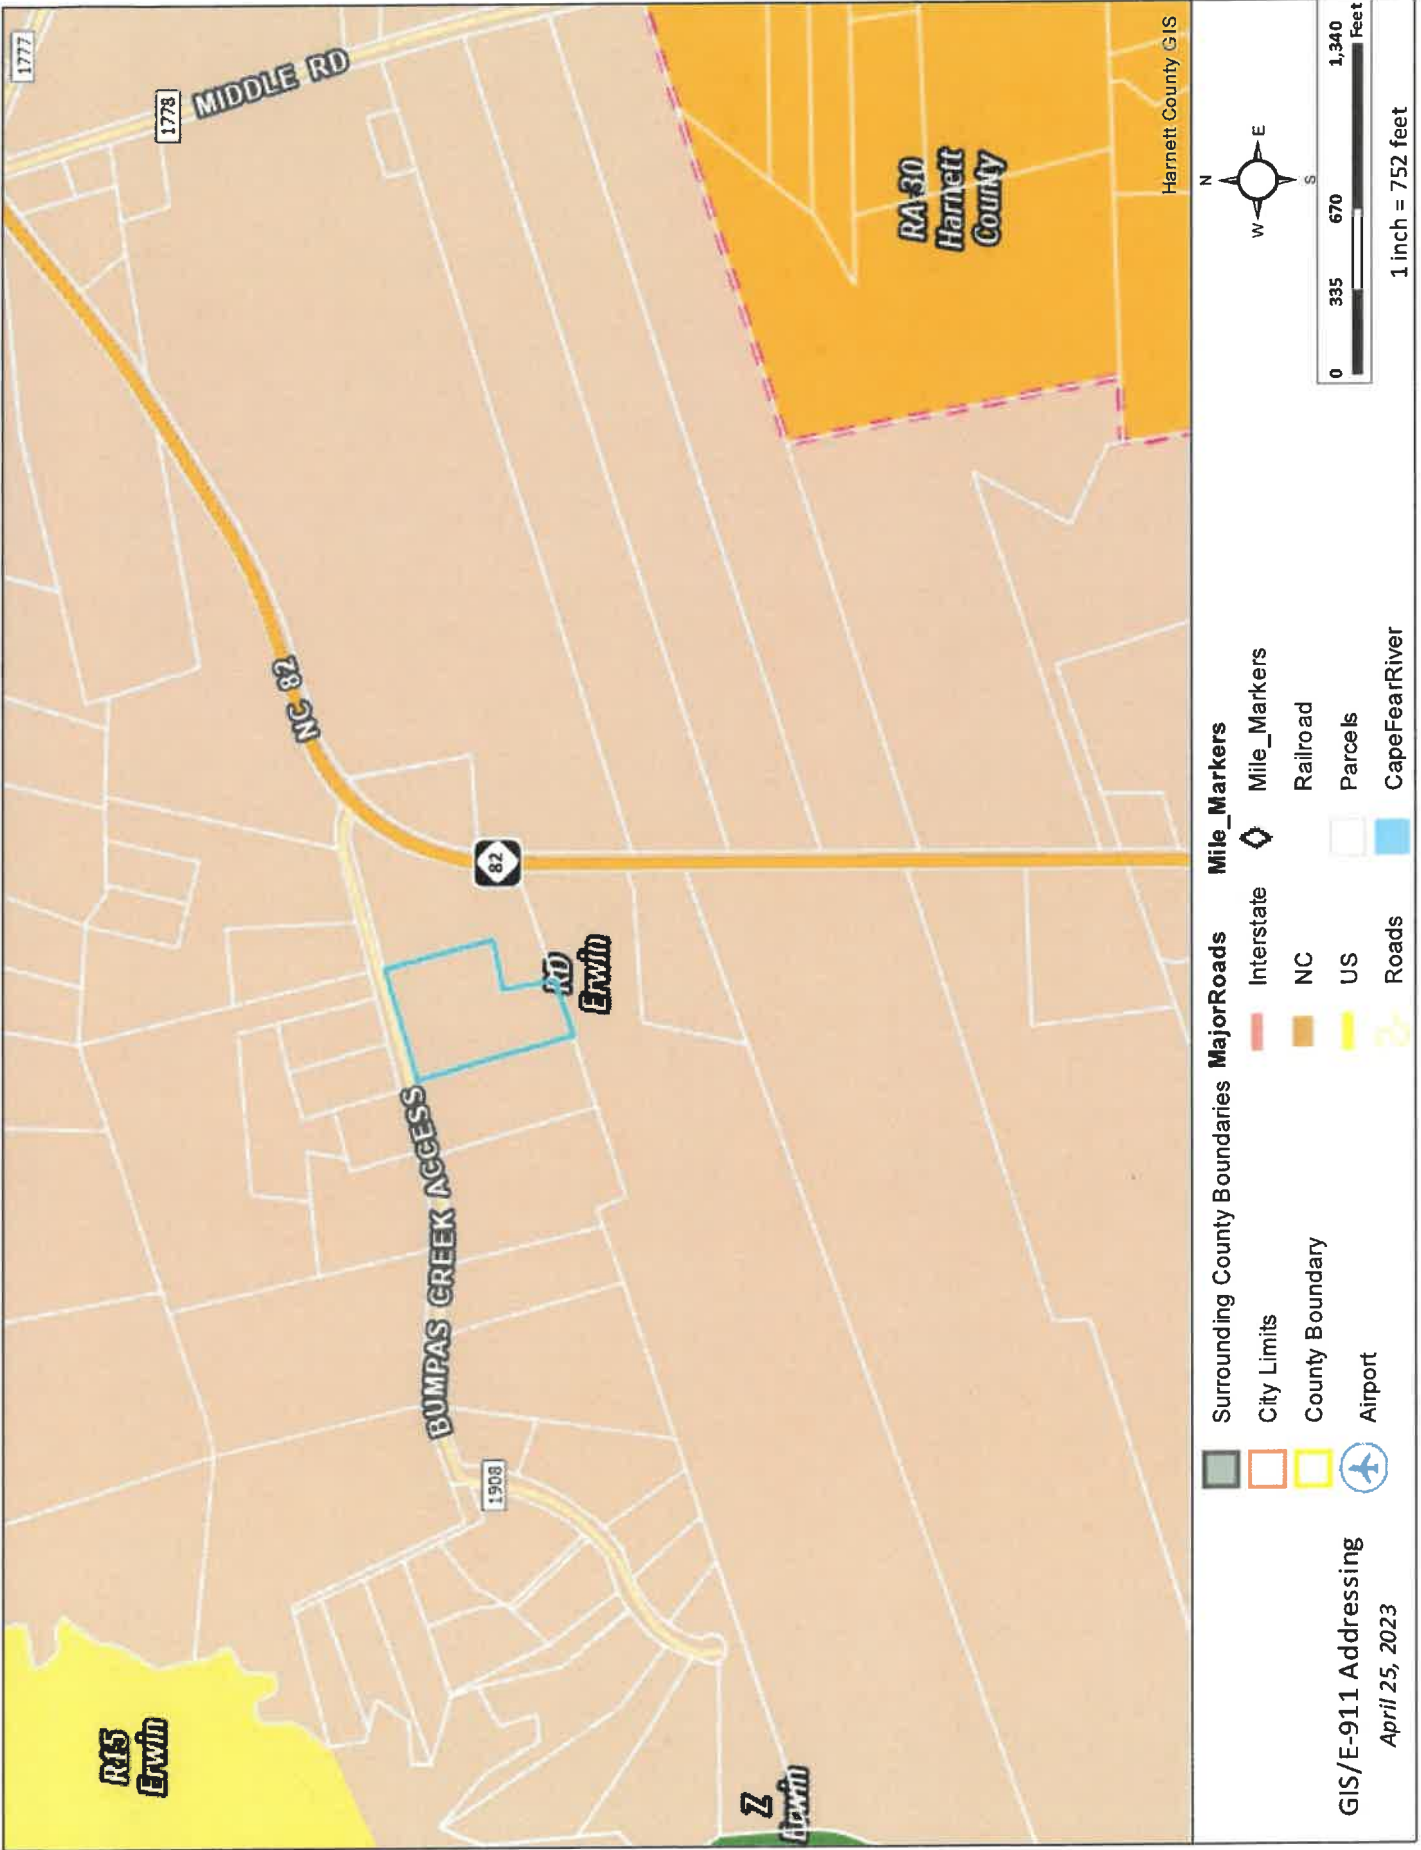 1777
1778
MIDDLE RD
NC 82
82
BUMPAS CREEK ACCESS
1908
R15
Erwin
RD
Erwin
Z
Erwin
RA-30
Harnett
County
Harnett County GIS
GIS/E-911 Addressing
April 25, 2023
Surrounding County Boundaries
City Limits
County Boundary
Airport
MajorRoads
Interstate
NC
US
Roads
Mile_Markers
Mile_Markers
Railroad
Parcels
CapeFearRiver
N
W
E
S
0 335 670 1,340
Feet
1 inch = 752 feet